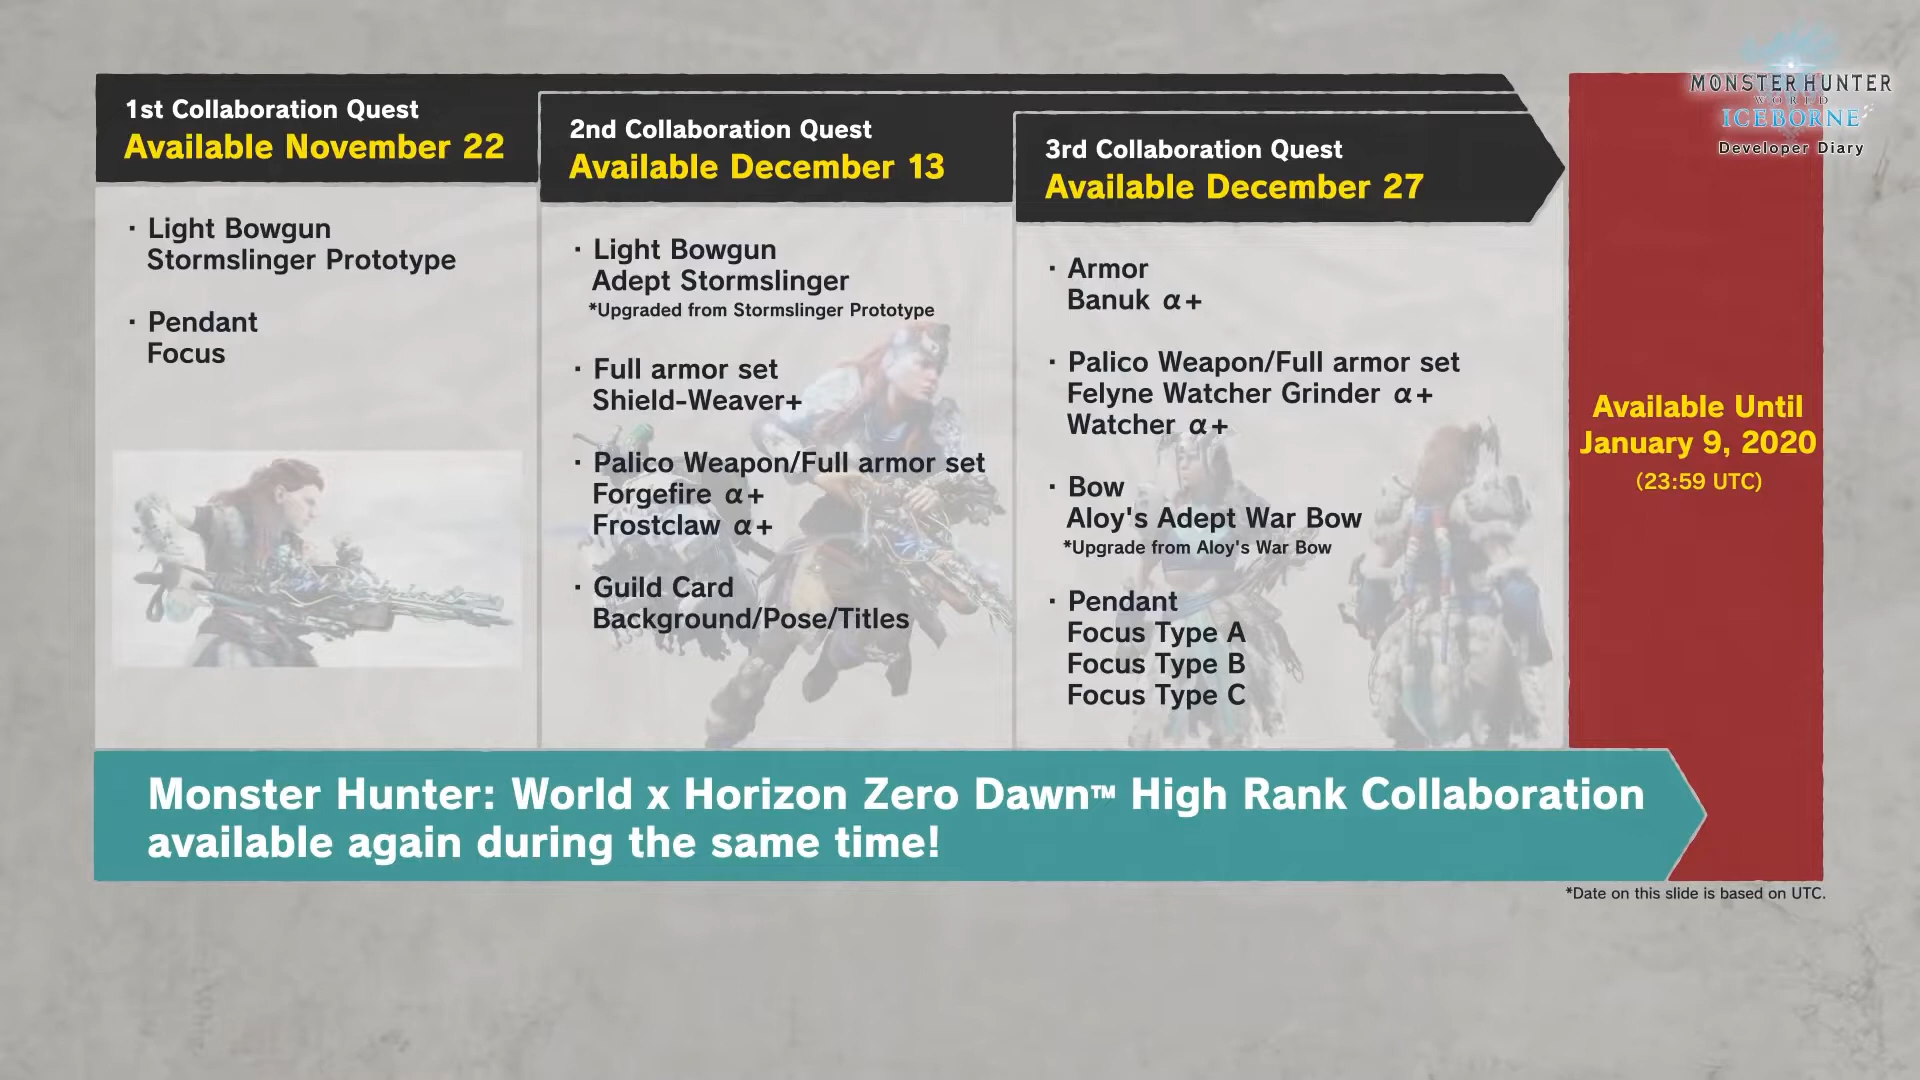 MONSTER HUNTER
WORLD
ICEBORNE
Developer Diary
1st Collaboration Quest
Available November 22
· Light Bowgun
Stormslinger Prototype
· Pendant
Focus
2nd Collaboration Quest
Available December 13
· Light Bowgun
Adept Stormslinger
*Upgraded from Stormslinger Prototype
· Full armor set
Shield-Weaver+
· Palico Weapon/Full armor set
Forgefire α+
Frostclaw α+
· Guild Card
Background/Pose/Titles
3rd Collaboration Quest
Available December 27
· Armor
Banuk α+
· Palico Weapon/Full armor set
Felyne Watcher Grinder α+
Watcher α+
· Bow
Aloy's Adept War Bow
*Upgrade from Aloy's War Bow
· Pendant
Focus Type A
Focus Type B
Focus Type C
Available Until
January 9, 2020
(23:59 UTC)
Monster Hunter: World x Horizon Zero Dawn™ High Rank Collaboration
available again during the same time!
*Date on this slide is based on UTC.